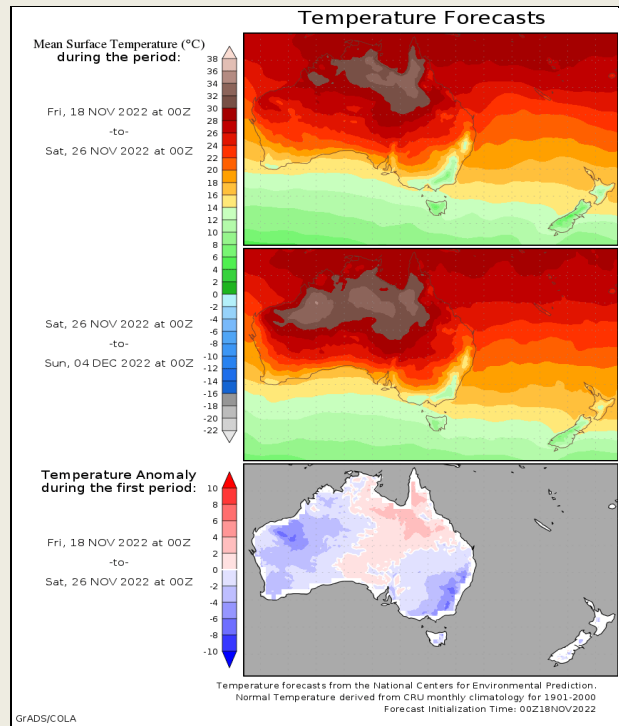 Temperature Forecasts
Mean Surface Temperature (°C)
during the period:
Fri, 18 NOV 2022 at 00Z
-to-
Sat, 26 NOV 2022 at 00Z
38
36
34
32
30
28
26
24
22
20
18
16
14
12
10
8
6
4
2
0
-2
-4
-6
-8
-10
-12
-14
-16
-18
-20
-22
Sat, 26 NOV 2022 at 00Z
-to-
Sun, 04 DEC 2022 at 00Z
Temperature Anomaly
during the first period:
Fri, 18 NOV 2022 at 00Z
-to-
Sat, 26 NOV 2022 at 00Z
10
8
6
4
2
0
-2
-4
-6
-8
-10
Temperature forecasts from the National Centers for Environmental Prediction.
Normal Temperature derived from CRU monthly climatology for 1901-2000
Forecast Initialization Time: 00Z18NOV2022
GrADS/COLA